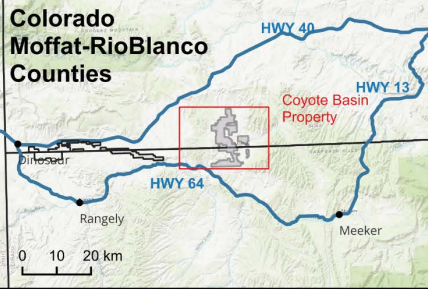 Colorado
Moffat-RioBlanco
Counties
HWY 40
HWY 13
Coyote Basin
Property
Dinosaur
HWY 64
Rangely
Meeker
0 10 20 km